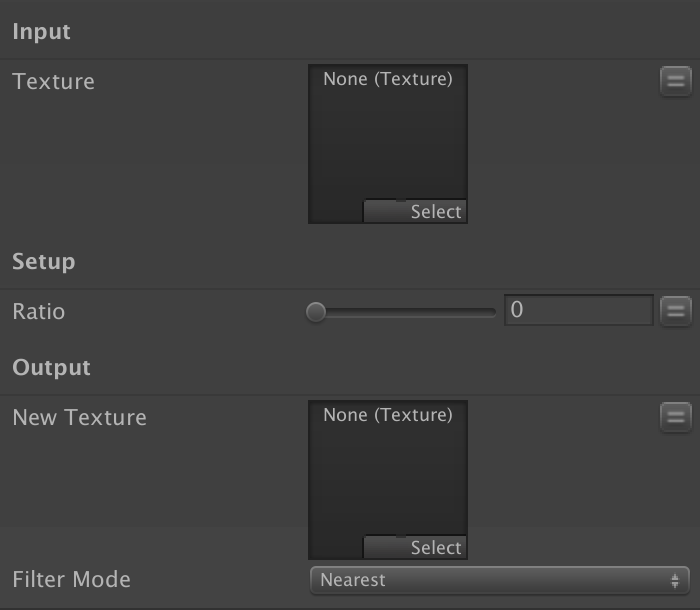 Input
Texture
None (Texture)
Select
Setup
Ratio
0
Output
New Texture
None (Texture)
Select
Filter Mode
Nearest